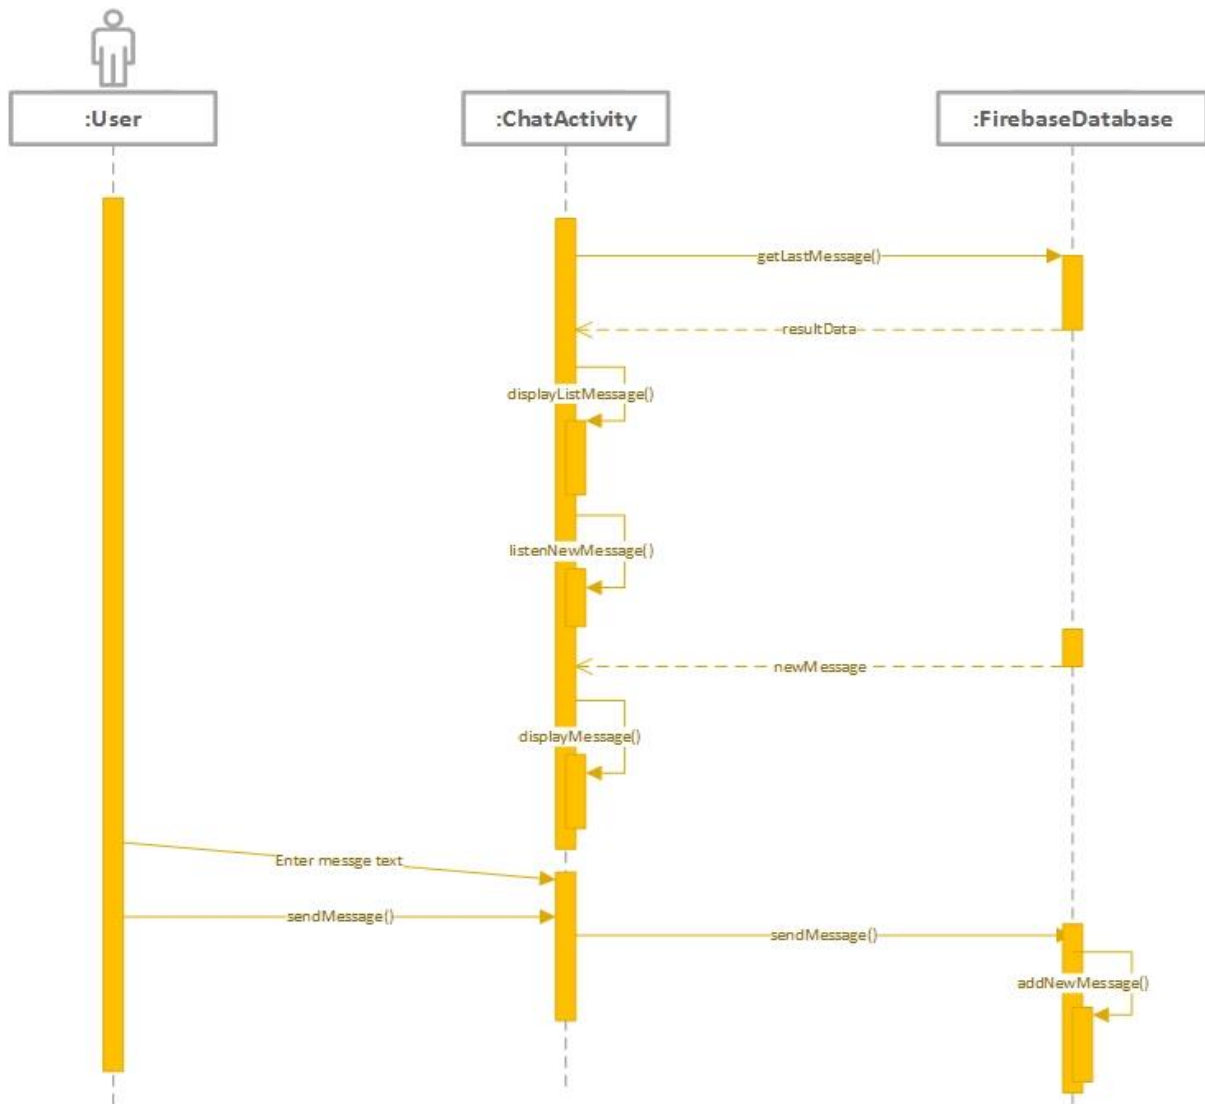 :User
:ChatActivity
:FirebaseDatabase
getLastMessage()
resultData
displayListMessage()
listenNewMessage()
newMessage
displayMessage()
Enter messge text
sendMessage()
sendMessage()
addNewMessage()